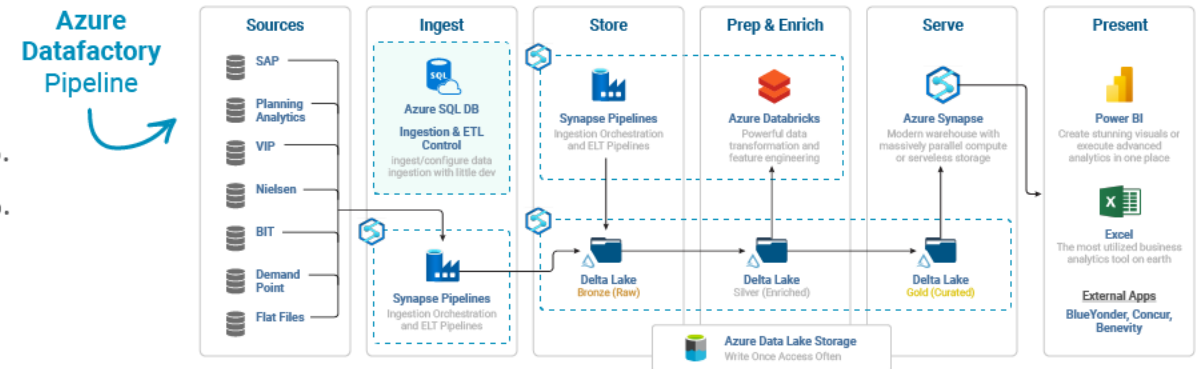 Azure
Datafactory
Pipeline
Sources
SAP
Planning
Analytics
VIP
Nielsen
BIT
Demand
Point
Flat Files
Ingest
SQL
Azure SQL DB
Ingestion & ETL
Control
ingest/configure data
ingestion with little dev
Synapse Pipelines
Ingestion Orchestration
and ELT Pipelines
Store
Synapse Pipelines
Ingestion Orchestration
and ELT Pipelines
Delta Lake
Bronze (Raw)
Prep & Enrich
Azure Databricks
Powerful data
transformation and
feature engineering
Delta Lake
Silver (Enriched)
Serve
Azure Synapse
Modern warehouse with
massively parallel compute
or serveless storage
Delta Lake
Gold (Curated)
Azure Data Lake Storage
Write Once Access Often
Present
Power BI
Create stunning visuals or
execute advanced
analytics in one place
X
Excel
The most utilized business
analytics tool on earth
External Apps
BlueYonder, Concur,
Benevity